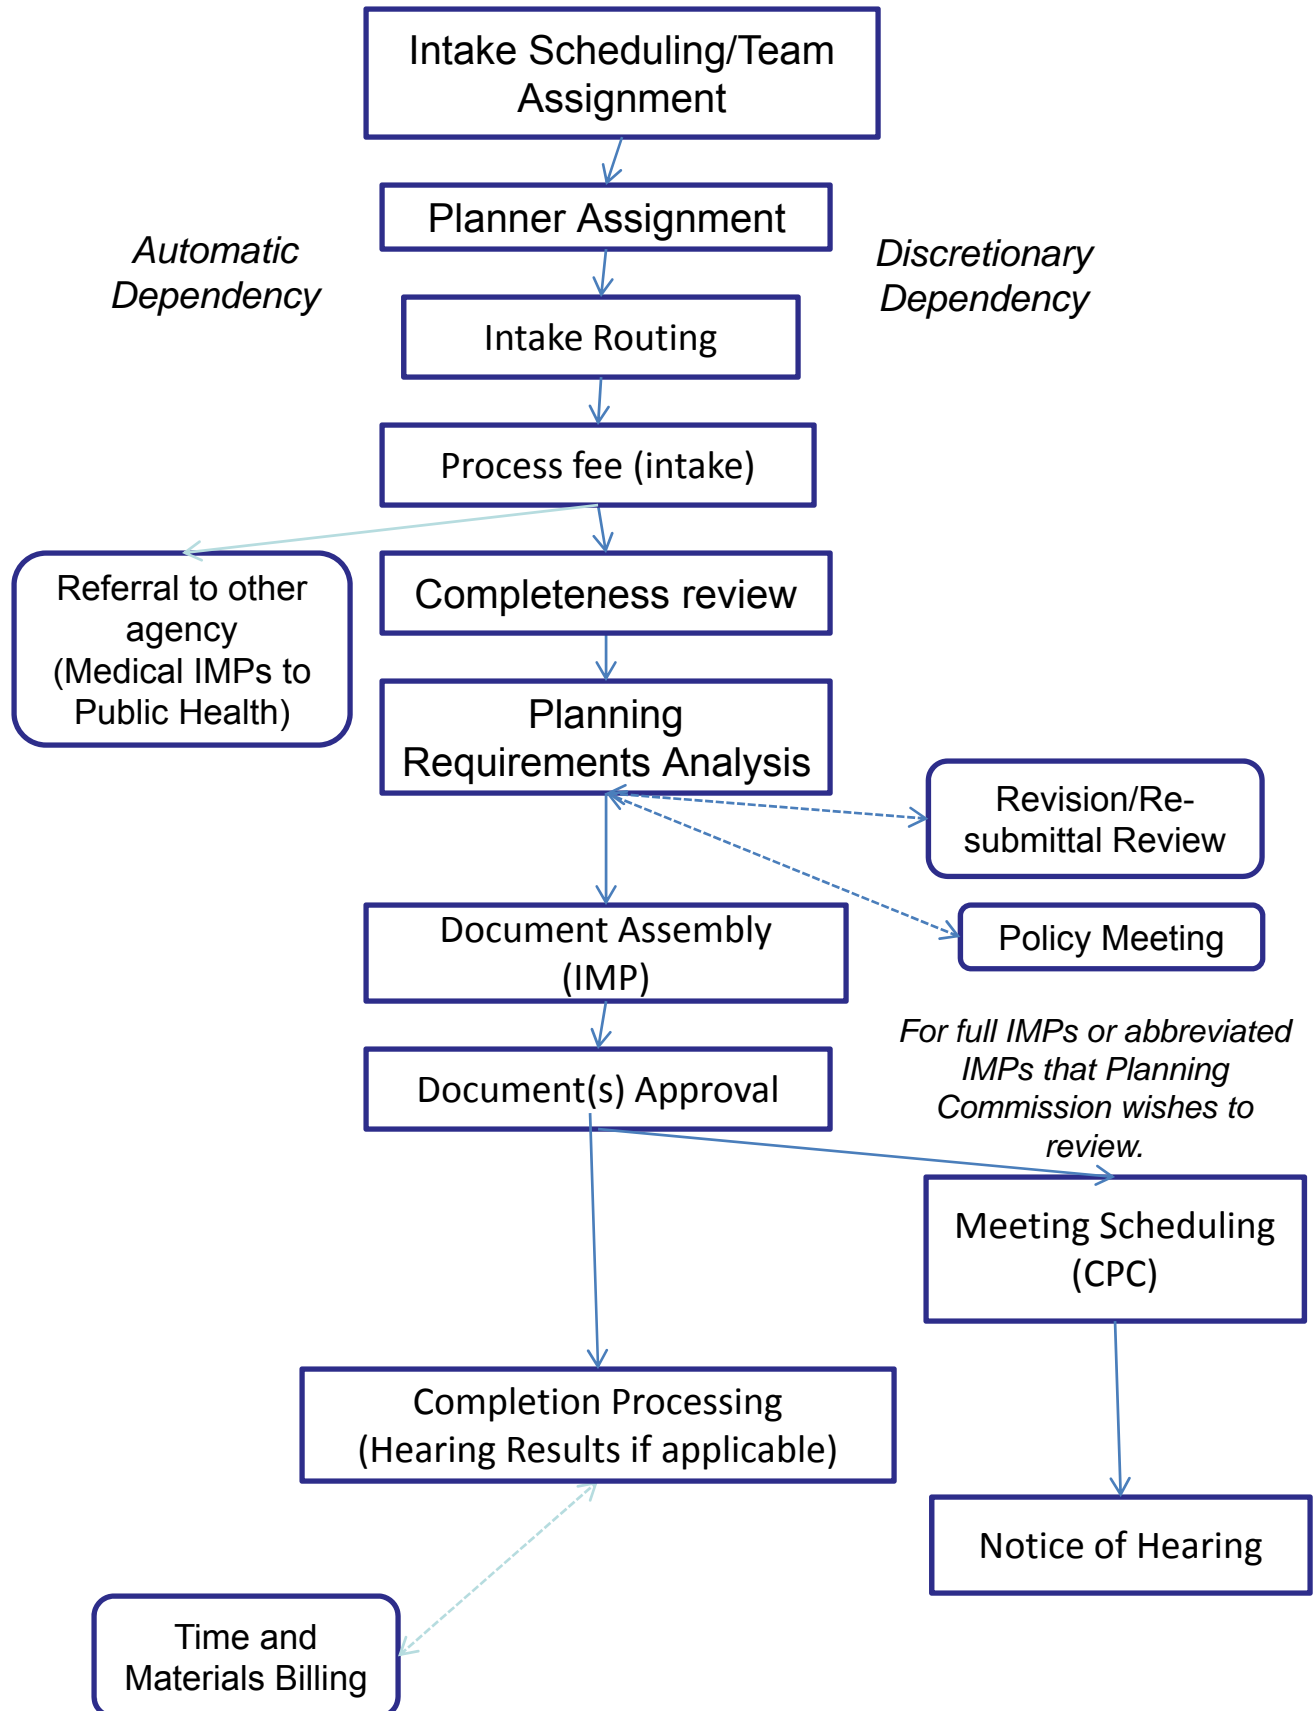 Intake Scheduling/Team
Assignment
Planner Assignment
Automatic
Dependency
Discretionary
Dependency
Intake Routing
Process fee (intake)
Referral to other
agency
(Medical IMPs to
Public Health)
Completeness review
Planning
Requirements Analysis
Revision/Re-
submittal Review
Policy Meeting
Document Assembly
(IMP)
For full IMPs or abbreviated
IMPs that Planning
Commission wishes to
review.
Document(s) Approval
Meeting Scheduling
(CPC)
Completion Processing
(Hearing Results if applicable)
Notice of Hearing
Time and
Materials Billing